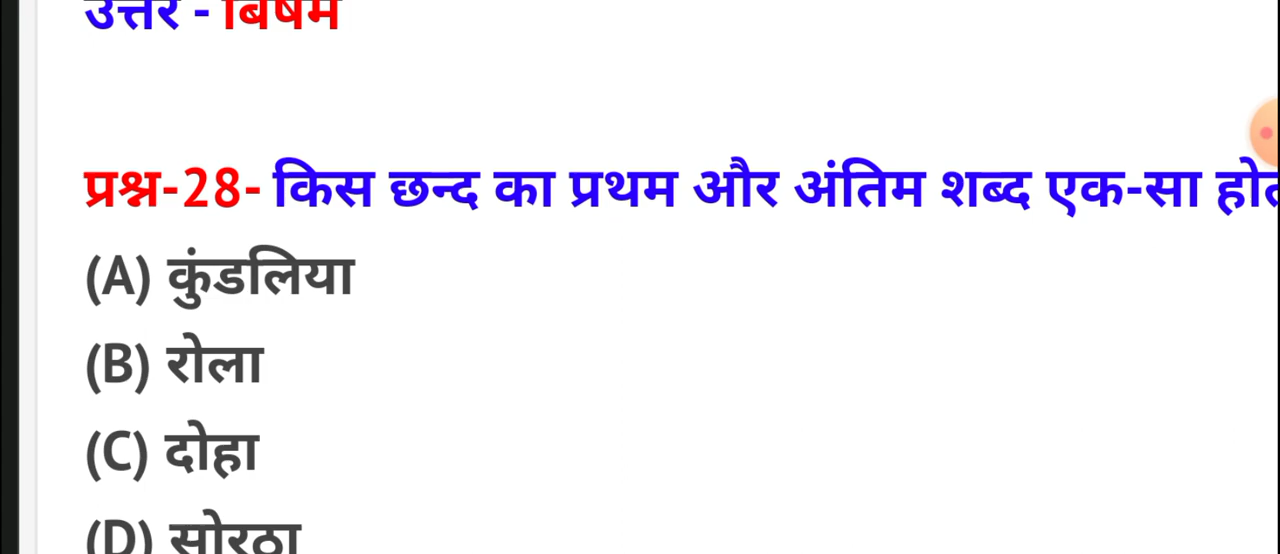 उत्तर - बिषम
प्रश्न-28- किस छन्द का प्रथम और अंतिम शब्द एक-सा
(A) कुंडलिया
(B) रोला
(C) दोहा
(D) सोरठा